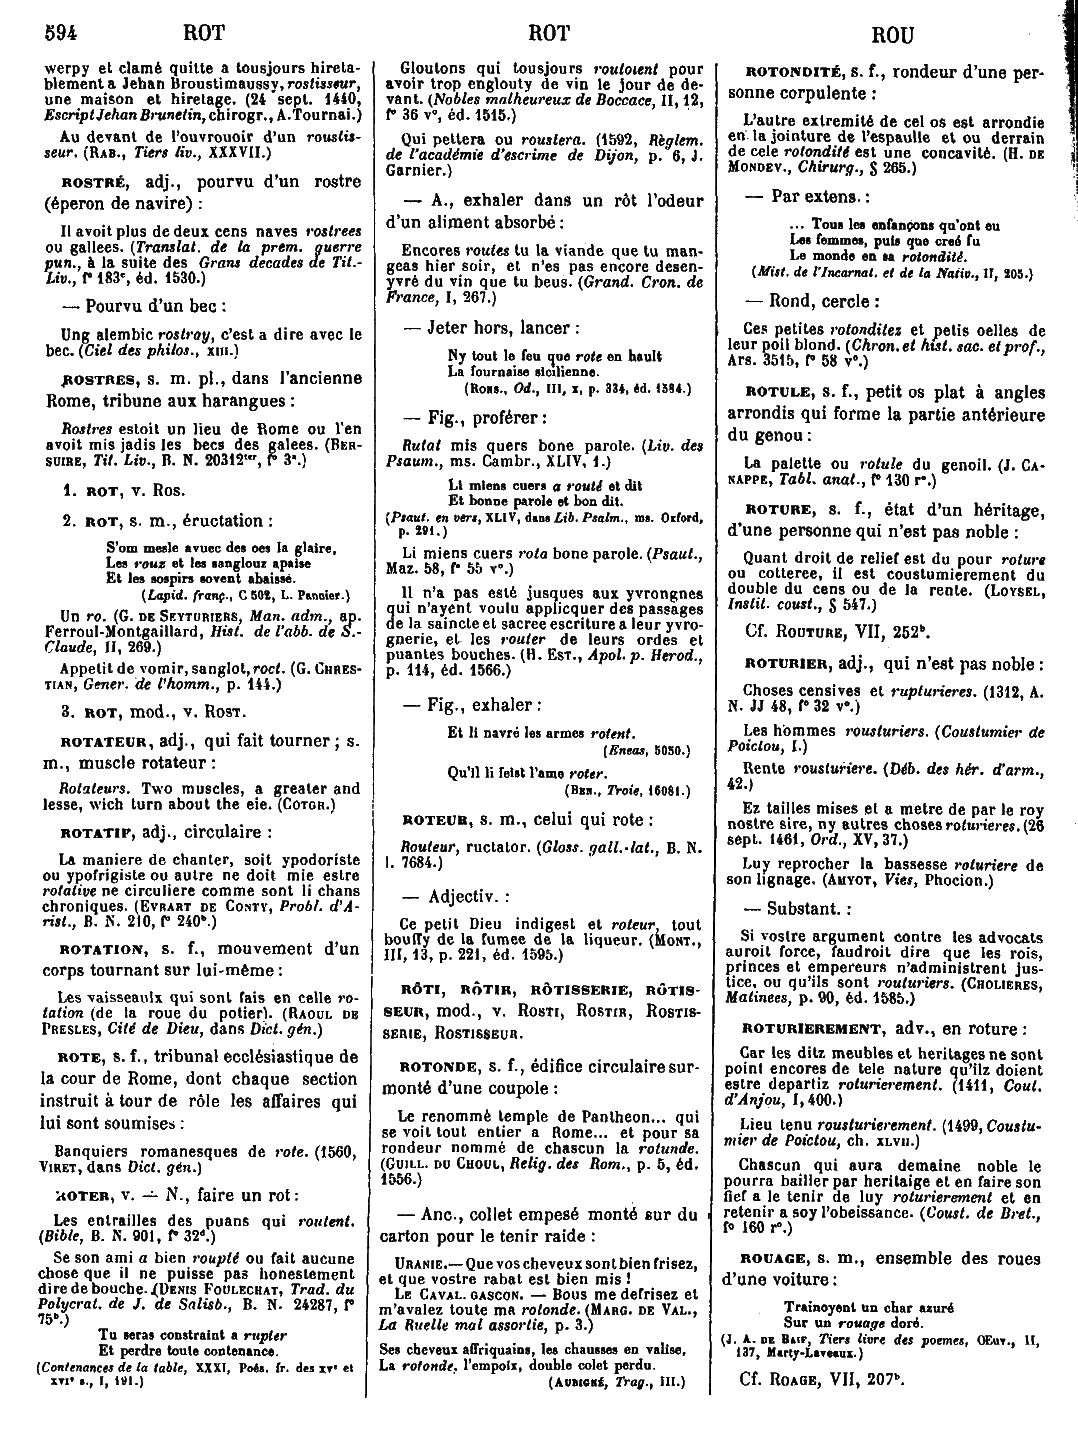 594 ROT ROT ROU
werpy et clamé quitte a tousjours hireta-
blement a Jehan Broustimaussy, rostisseur,
une maison et hiretage. (24 sept. 1440,
Escript Jehan Brunetin, chirogr., A. Tournai.)
Au devant de l'ouvrouoir d'un roustis-
seur. (RAB., Tiers liv., XXXVII.)
ROSTRÉ, adj., pourvu d'un rostre
(éperon de navire) :
Il avoit plus de deux cens naves rostrees
ou gallees. (Translat. de la prem. guerre
pun., à la suite des Grans decades de Tit.-
Liv., f° 183c, éd. 1530.)
— Pourvu d'un bec :
Ung alembic rostray, c'est a dire avec le
bec. (Ciel des philos., XIII.)
ROSTRES, s. m. pl., dans l'ancienne
Rome, tribune aux harangues :
Rostres estoit un lieu de Rome ou l'en
avoit mis jadis les becs des galees. (BER-
SUIRE, Tit. Liv., B. N. 20312ter, f° 3a.)
1. ROT, v. Ros.
2. ROT, s. m., éructation :
S'om mesle avuec des oes la glaire,
Les rouz et les sanglouz apaise
Et les sospirs sovent abaisse.
(Lapid. franç., C 502, L. Pannier.)
Un ro. (G. DE SEYTURIERS, Man. adm., ap.
Ferroul-Montgaillard, Hist. de l'abb. de S.-
Claude, II, 269.)
Appetit de vomir, sanglot, roct. (G. CHRES-
TIAN, Gener. de l'homm., p. 144.)
3. ROT, mod., v. ROST.
ROTATEUR, adj., qui fait tourner ; s.
m., muscle rotateur :
Rotateurs. Two muscles, a greater and
lesse, wich turn about the eie. (COTGR.)
ROTATIF, adj., circulaire :
La maniere de chanter, soit ypodoriste
ou ypofrigiste ou autre ne doit mie estre
rotative ne circuliere comme sont li chans
chroniques. (EVRART DE CONTY, Probl. d'A-
rist., B. N. 210, f° 240b.)
ROTATION, s. f., mouvement d'un
corps tournant sur lui-même :
Les vaisseaulx qui sont fais en celle ro-
tation (de la roue du potier). (RAOUL DE
PRESLES, Cité de Dieu, dans Dict. gén.)
ROTE, s. f., tribunal ecclésiastique de
la cour de Rome, dont chaque section
instruit à tour de rôle les affaires qui
lui sont soumises :
Banquiers romanesques de rote. (1560,
VIRET, dans Dict. gén.)
ROTER, v. — N., faire un rot :
Les entrailles des puans qui routent.
(Bible, B. N. 901, f° 32d.)
Se son ami a bien roupté ou fait aucune
chose que il ne puisse pas honestement
dire de bouche. (DENIS FOULECHAT, Trad. du
Polycrat. de J. de Salisb., B. N. 24287, f°
75b.)
Tu seras constraint a rupter
Et perdre toute contenance.
(Contenances de la table, XXXI, Poés. fr. des XVe et
XVIe s., I, 191.)
Gloutons qui tousjours routoient pour
avoir trop englouty de vin le jour de de-
vant. (Nobles malheureux de Boccace, II, 12,
f° 36 v°, éd. 1515.)
Qui pettera ou roustera. (1592, Règlem.
de l'académie d'escrime de Dijon, p. 6, J.
Garnier.)
— A., exhaler dans un rôt l'odeur
d'un aliment absorbé :
Encores routes tu la viande que tu man-
geas hier soir, et n'es pas encore desen-
yvré du vin que tu beus. (Grand. Cron. de
France, I, 267.)
— Jeter hors, lancer :
Ny tout le feu que rote en hault
La fournaise sicilienne.
(RONS., Od., III, x, p. 334, éd. 1584.)
— Fig., proférer :
Rutat mis quers bone parole. (Liv. des
Psaum., ms. Cambr., XLIV, 1.)
Li miens cuers a routé et dit
Et bonne parole et bon dit.
(Psaut. en vers, XLIV, dans Lib. Psalm., ms. Oxford,
p. 291.)
Li miens cuers rota bone parole. (Psaut.,
Maz. 58, f° 55 v°.)
Il n'a pas esté jusques aux yvrongnes
qui n'ayent voulu applicquer des passages
de la saincte et sacree escriture a leur yvro-
gnerie, et les router de leurs ordes et
puantes bouches. (H. EST., Apol. p. Herod.,
p. 114, éd. 1566.)
— Fig., exhaler :
Et li navré les armes rotent.
(Eneas, 5050.)
Qu'il li feist l'ame roter.
(BEN., Troie, 16081.)
ROTEUR, s. m., celui qui rote :
Routeur, ructator. (Gloss. gall.-lat., B. N.
l. 7684.)
— Adjectiv. :
Ce petit Dieu indigest et roteur, tout
bouffy de la fumee de la liqueur. (MONT.,
III, 13, p. 221, éd. 1595.)
RÔTI, RÔTIR, RÔTISSERIE, RÔTIS-
SEUR, mod., v. ROSTI, ROSTIR, ROSTIS-
SERIE, ROSTISSEUR.
ROTONDE, s. f., édifice circulaire sur-
monté d'une coupole :
Le renommé temple de Pantheon... qui
se voit tout entier a Rome... et pour sa
rondeur nommé de chascun la rotunde.
(GUILL. DU CHOUL, Relig. des Rom., p. 5, éd.
1556.)
— Anc., collet empesé monté sur du
carton pour le tenir raide :
URANIE. — Que vos cheveux sont bien frisez,
et que vostre rabat est bien mis !
LE CAVAL. GASCON. — Bous me defrisez et
m'avalez toute ma rotonde. (MARG. DE VAL.,
La Ruelle mal assortie, p. 3.)
Ses cheveux affriquains, les chausses en valise,
La rotonde, l'empoix, double colet perdu.
(AUBIGNÉ, Trag., III.)
ROTONDITÉ, s. f., rondeur d'une per-
sonne corpulente :
L'autre extremité de cel os est arrondie
en la jointure de l'espaulle et ou derrain
de cele rotondité est une concavité. (H. DE
MONDEV., Chirurg., § 265.)
— Par extens. :
... Tous les enfançons qu'ont eu
Les femmes, puis que creé fu
Le monde en sa rotondité.
(Mist. de l'Incarnat. et de la Nativ., II, 205.)
— Rond, cercle :
Ces petites rotonditez et petis oelles de
leur poil blond. (Chron. et hist. sac. et prof.,
Ars. 3515, f° 58 v°.)
ROTULE, s. f., petit os plat à angles
arrondis qui forme la partie antérieure
du genou :
La palette ou rotule du genoil. (J. CA-
NAPPE, Tabl. anat., f° 130 r°.)
ROTURE, s. f., état d'un héritage,
d'une personne qui n'est pas noble :
Quant droit de relief est du pour roture
ou cotteree, il est coustumierement du
double du cens ou de la rente. (LOYSEL,
Instit. coust., § 547.)
Cf. ROUTURE, VII, 252b.
ROTURIER, adj., qui n'est pas noble :
Choses censives et rupturieres. (1312, A.
N. JJ 48, f° 32 v°.)
Les hommes rousturiers. (Coustumier de
Poictou, I.)
Rente rousturiere. (Déb. des hér. d'arm.,
42.)
Ez tailles mises et a metre de par le roy
nostre sire, ny autres choses roturieres. (26
sept. 1461, Ord., XV, 37.)
Luy reprocher la bassesse roturiere de
son lignage. (AMYOT, Vies, Phocion.)
— Substant. :
Si vostre argument contre les advocats
auroit force, faudroit dire que les rois,
princes et empereurs n'administrent jus-
tice, ou qu'ils sont routuriers. (CHOLIERES,
Matinees, p. 90, éd. 1585.)
ROTURIEREMENT, adv., en roture :
Car les ditz meubles et heritages ne sont
point encores de tele nature qu'ilz doient
estre departiz roturierement. (1411, Cout.
d'Anjou, I, 400.)
Lieu tenu rousturierement. (1499, Coustu-
mier de Poictou, ch. XLVII.)
Chascun qui aura demaine noble le
pourra bailler par heritaige et en faire son
fief a le tenir de luy roturierement et en
retenir a soy l'obeissance. (Coust. de Bret.,
f° 160 r°.)
ROUAGE, s. m., ensemble des roues
d'une voiture :
Trainoyent un char azuré
Sur un rouage doré.
(J. A. DE BAIF, Tiers livre des poemes, Œuv., II,
137, Marty-Laveaux.)
Cf. ROAGE, VII, 207b.